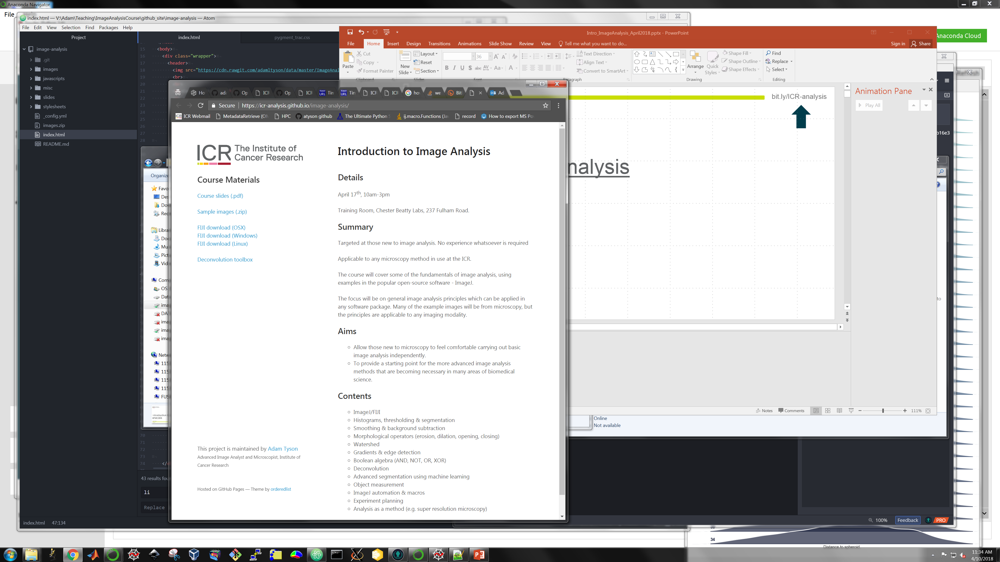 Anaconda Navigator
File
index.html — V:\Adam\Teaching\ImageAnalysisCourse\github_site\image-analysis — Atom
File Edit View Selection Find Packages Help
Project
index.html
pygment_trac.css
image-analysis
.git
images
javascripts
misc
slides
stylesheets
_config.yml
images.zip
index.html
README.md
15 <body>
16 <div class="wrapper">
17 <header>
18 <img src="https://cdn.rawgit.com/adamltyson/data/master/ImageAnal
19 <br>
20
21
22
23
24
25
26
27
28
70
71
72
73
74 </
43 results fou
li
Replace
index.html 47:134
Intro_ImageAnalysis_April2018.pptx - PowerPoint
Anaconda Cloud
File Home Insert Design Transitions Animations Slide Show Review View Tell me what you want to do...
Sign in Share
Paste
Cut
Copy
Format Painter
Clipboard
New
Slide
Layout
Reset
Section
Slides
36
Font
Text Direction
Align Text
Convert to SmartArt
Paragraph
Arrange
Quick
Styles
Shape Fill
Shape Outline
Shape Effects
Drawing
Find
Replace
Select
Editing
bit.ly/ICR-analysis
nalysis
Animation Pane
Play All
b16e3
to
Notes Comments 111%
Online
Not available
Ho ada Op ICR Op ICR Tin Tin ICR ICR ho we Bit Ad
Secure https://icr-analysis.github.io/image-analysis/
ICR Webmail MetadataRetrieve (OM HPC atyson github The Ultimate Python S ij.macro.Functions (Jav record How to export MS Po
Organize
Favo
Des
Dov
Rec
Libra
Doc
Mu
Pict
Vid
Com
OS
Dat
ima
DA
ima
ima
ima
Netw
115
115
115
115
FUS
ICR The Institute of
Cancer Research
Course Materials
Course slides (.pdf)
Sample images (.zip)
FIJI download (OSX)
FIJI download (Windows)
FIJI download (Linux)
Deconvolution toolbox
This project is maintained by Adam Tyson
Advanced Image Analyst and Microscopist, Institute of
Cancer Research
Hosted on GitHub Pages — Theme by orderedlist
Introduction to Image Analysis
Details
April 17th, 10am-3pm
Training Room, Chester Beatty Labs, 237 Fulham Road.
Summary
Targeted at those new to image analysis. No experience whatsoever is required
Applicable to any microscopy method in use at the ICR.
The course will cover some of the fundamentals of image analysis, using
examples in the popular open-source software - ImageJ.
The focus will be on general image analysis principles which can be applied in
any software package. Many of the example images will be from microscopy, but
the principles are applicable to any imaging modality.
Aims
Allow those new to microscopy to feel comfortable carrying out basic
image analysis independently.
To provide a starting point for the more advanced image analysis
methods that are becoming necessary in many areas of biomedical
science.
Contents
ImageJ/FIJI
Histograms, thresholding & segmentation
Smoothing & background subtraction
Morphological operators (erosion, dilation, opening, closing)
Watershed
Gradients & edge detection
Boolean algebra (AND, NOT, OR, XOR)
Deconvolution
Advanced segmentation using machine learning
Object measurement
ImageJ automation & macros
Experiment planning
Analysis as a method (e.g. super resolution microscopy)
100% Feedback PRO
34
Distance to spheroid
11:34 AM
4/10/2018